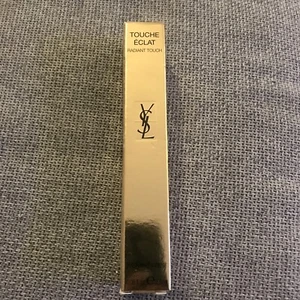 TOUCHE
ÉCLAT
RADIANT TOUCH
YSL